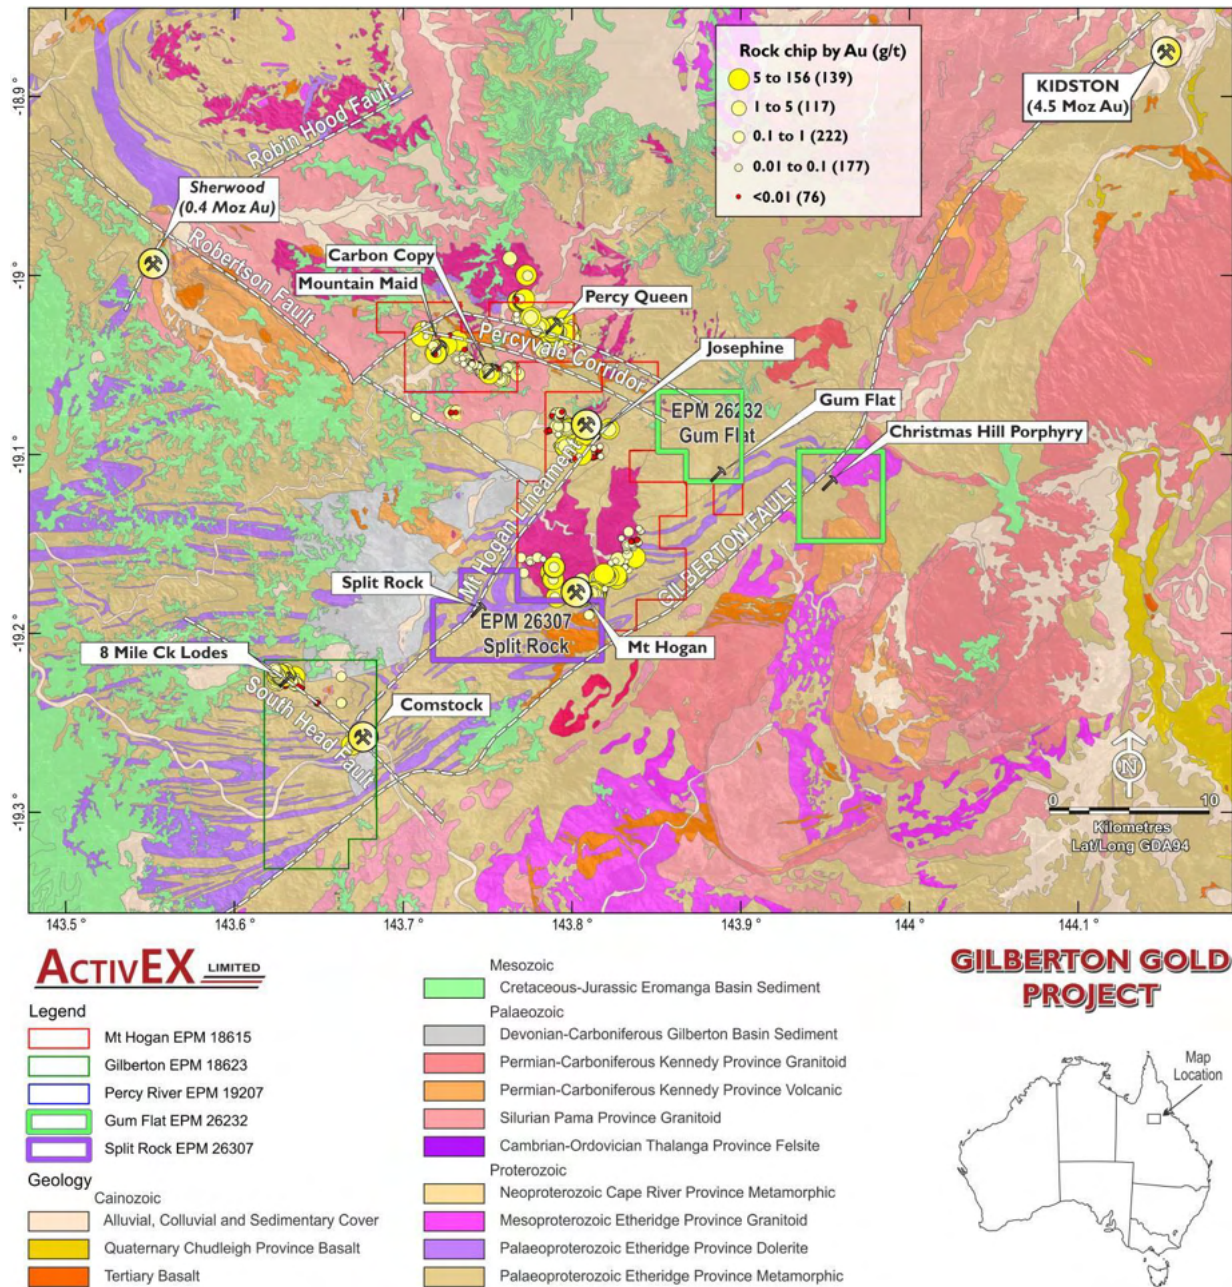 Rock chip by Au (g/t)
5 to 156 (139)
1 to 5 (117)
0.1 to 1 (222)
0.01 to 0.1 (177)
<0.01 (76)
KIDSTON
(4.5 Moz Au)
-18.9
Robin Hood Fault
Sherwood
(0.4 Moz Au)
Robertson Fault
Carbon Copy
Mountain Maid
-19
Percy Queen
Percyvale Corridor
Josephine
EPM 26232
Gum Flat
Gum Flat
Christmas Hill Porphyry
-19.1
Mt Hogan Lineament
GILBERTON FAULT
Split Rock
EPM 26307
Split Rock
-19.2
Mt Hogan
8 Mile Ck Lodes
South Head Fault
Comstock
N
-19.3
0 10
Kilometres
Lat/Long GDA94
143.5 143.6 143.7 143.8 143.9 144 144.1
ACTIVEX LIMITED
Legend
Mt Hogan EPM 18615
Gilberton EPM 18623
Percy River EPM 19207
Gum Flat EPM 26232
Split Rock EPM 26307
Geology
Cainozoic
Alluvial, Colluvial and Sedimentary Cover
Quaternary Chudleigh Province Basalt
Tertiary Basalt
Mesozoic
Cretaceous-Jurassic Eromanga Basin Sediment
Palaeozoic
Devonian-Carboniferous Gilberton Basin Sediment
Permian-Carboniferous Kennedy Province Granitoid
Permian-Carboniferous Kennedy Province Volcanic
Silurian Pama Province Granitoid
Cambrian-Ordovician Thalanga Province Felsite
Proterozoic
Neoproterozoic Cape River Province Metamorphic
Mesoproterozoic Etheridge Province Granitoid
Palaeoproterozoic Etheridge Province Dolerite
Palaeoproterozoic Etheridge Province Metamorphic
GILBERTON GOLD
PROJECT
Map
Location